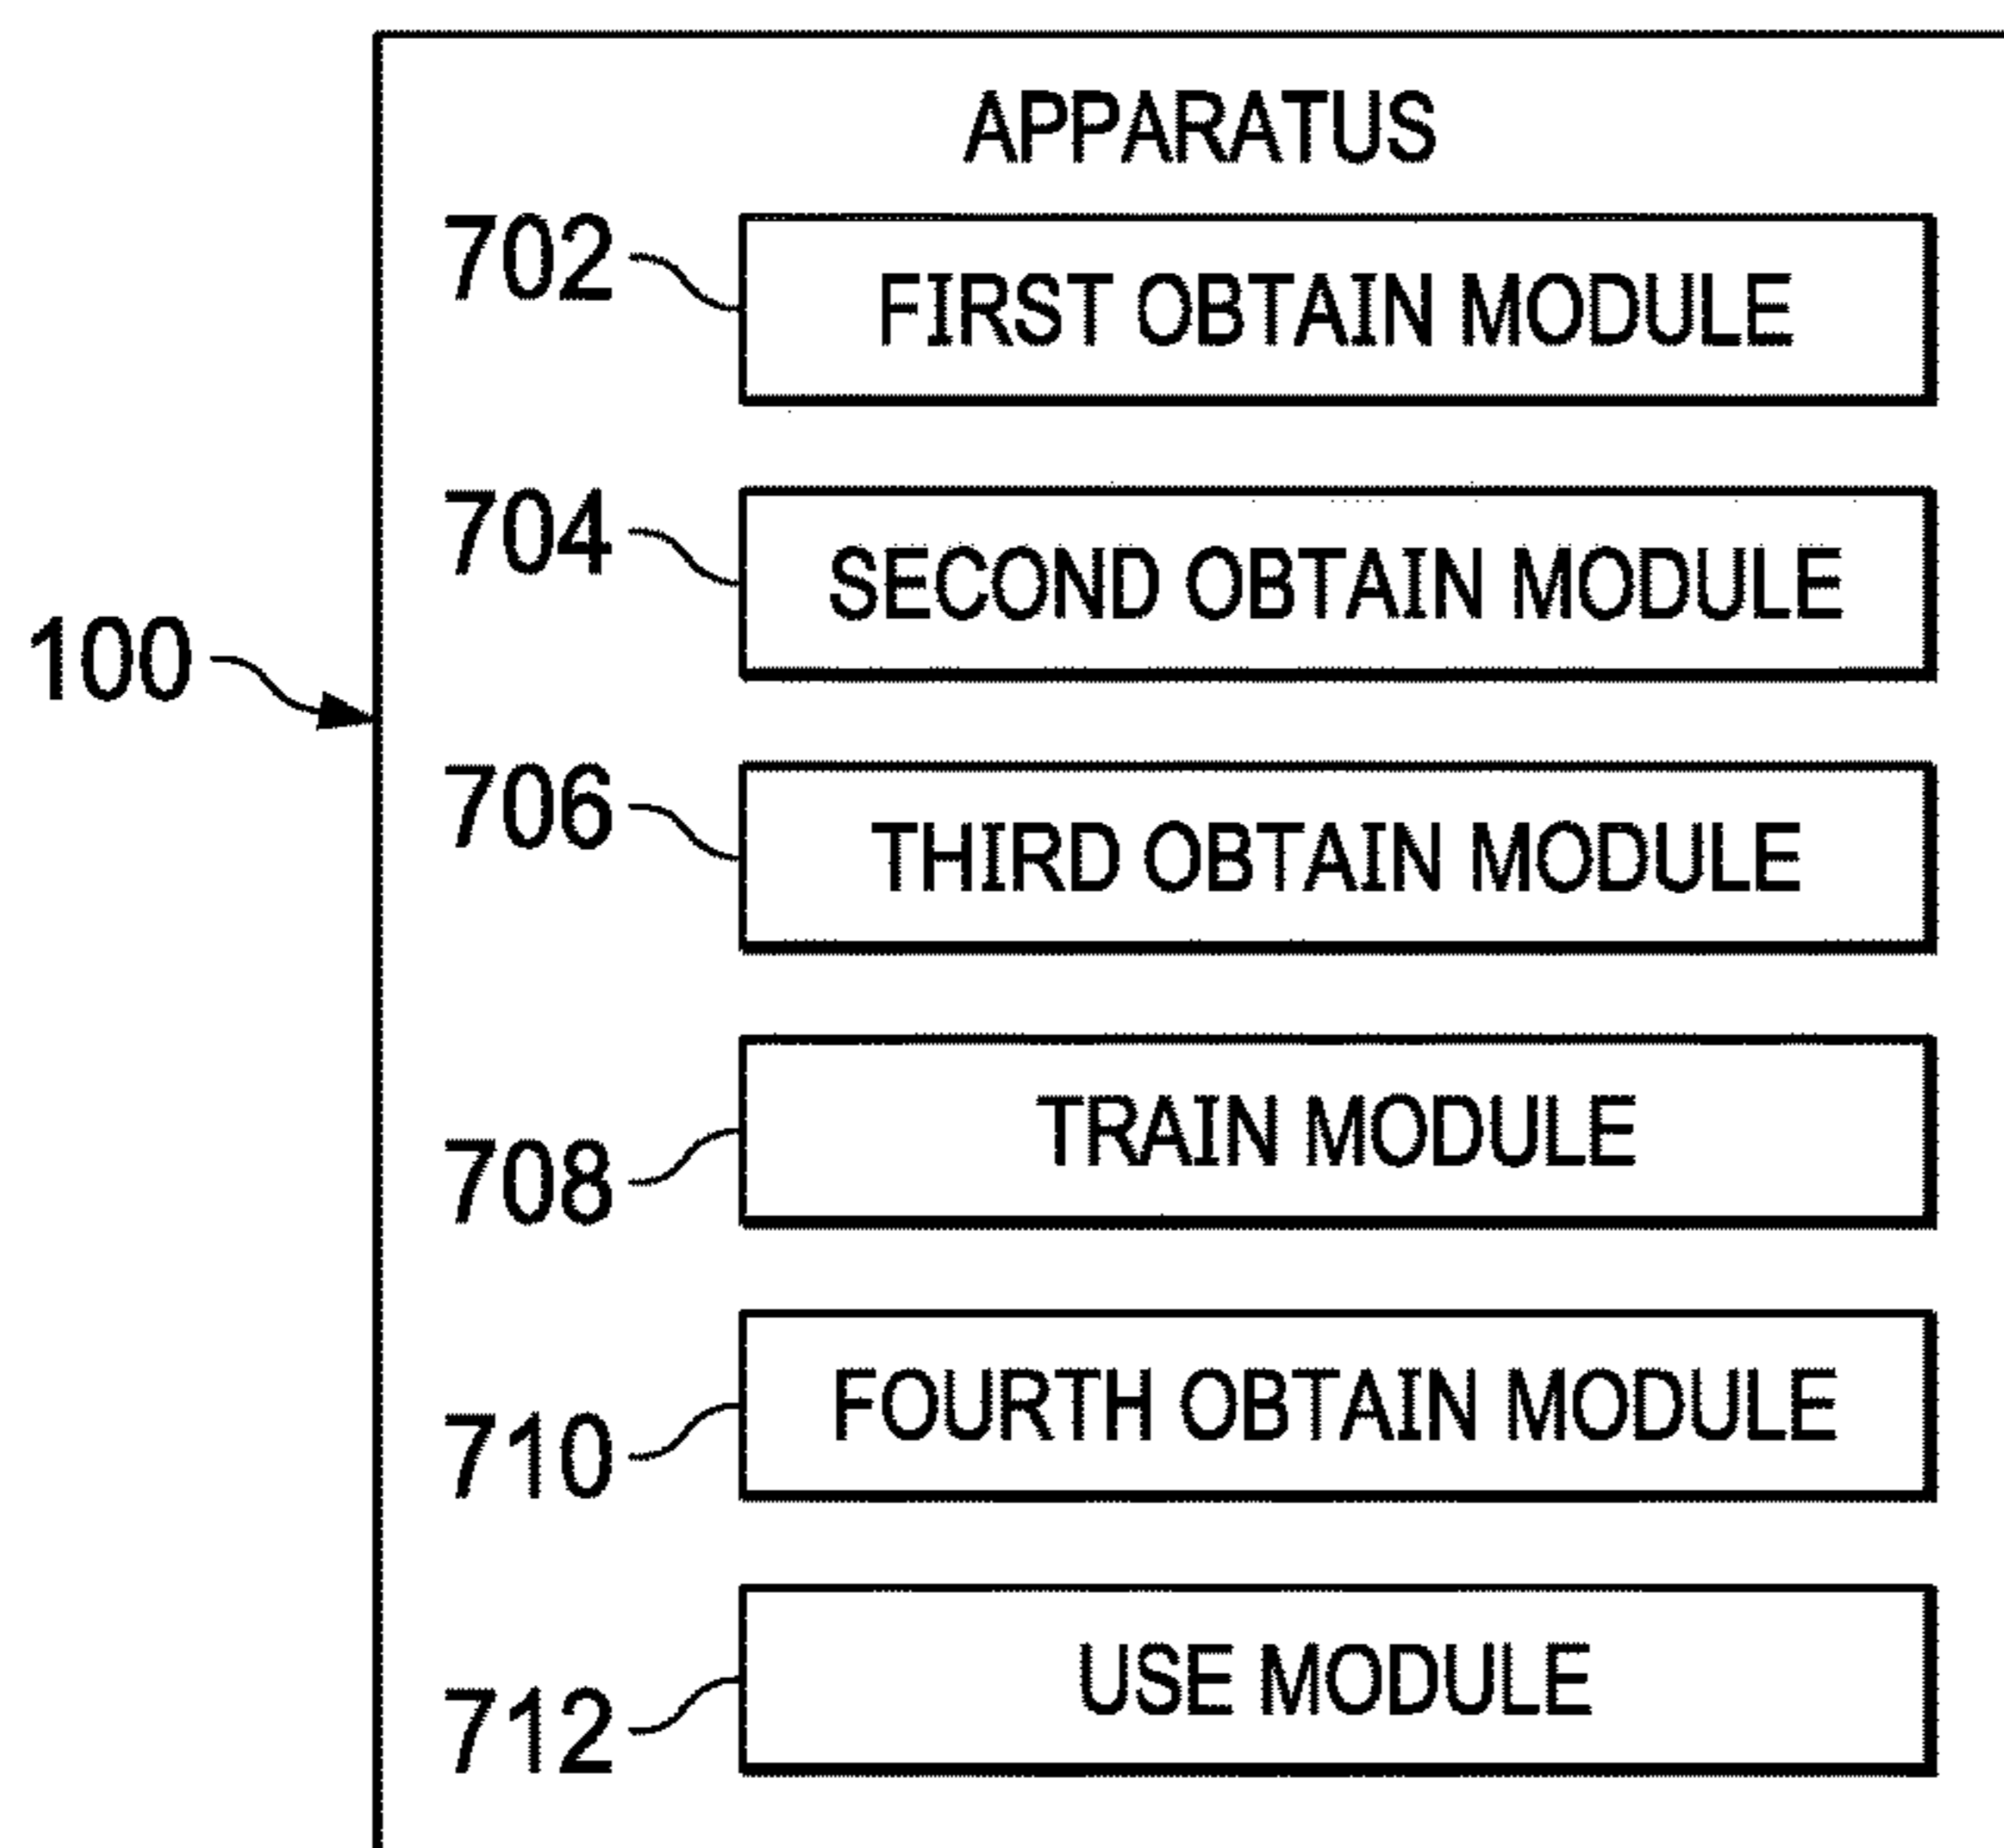 APPARATUS
702 FIRST OBTAIN MODULE
704 SECOND OBTAIN MODULE
100
706 THIRD OBTAIN MODULE
708 TRAIN MODULE
710 FOURTH OBTAIN MODULE
712 USE MODULE